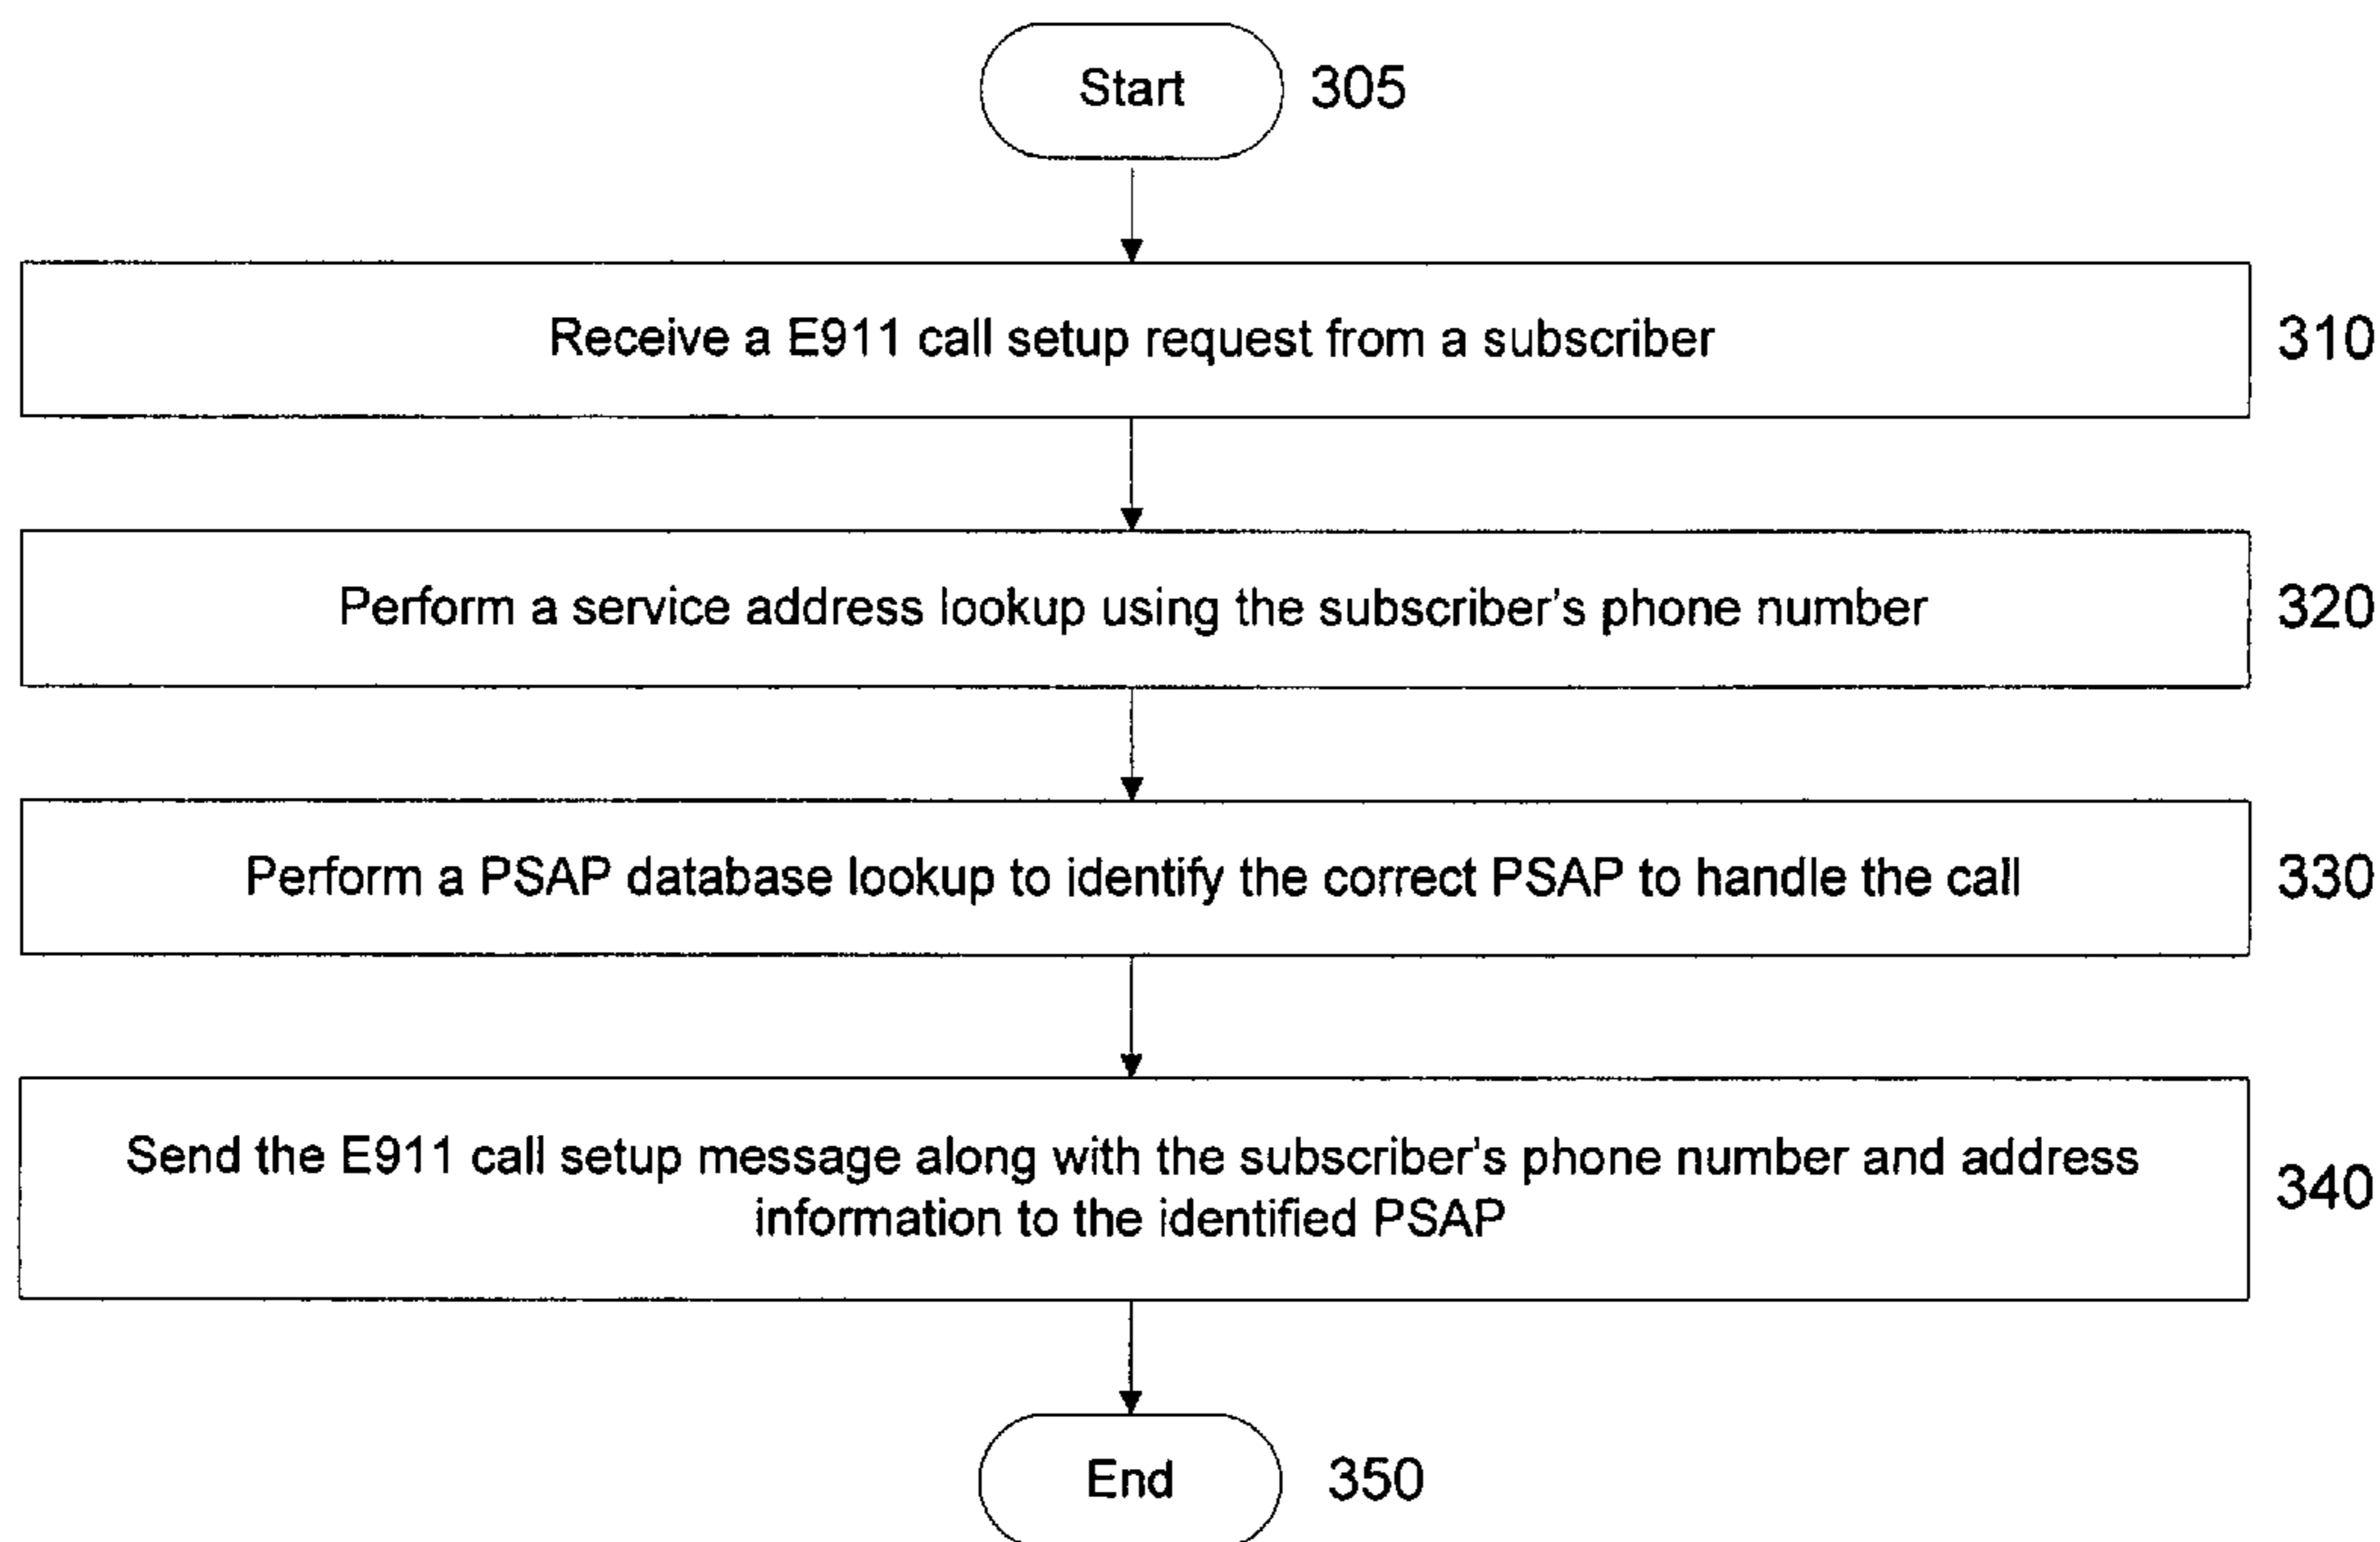 Start 305
Receive a E911 call setup request from a subscriber 310
Perform a service address lookup using the subscriber's phone number 320
Perform a PSAP database lookup to identify the correct PSAP to handle the call 330
Send the E911 call setup message along with the subscriber's phone number and address
information to the identified PSAP
340
End 350